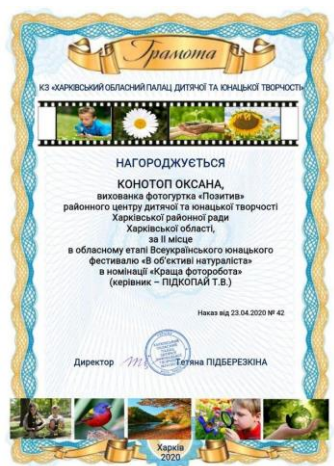 Грамота
КЗ «ХАРКІВСЬКИЙ ОБЛАСНИЙ ПАЛАЦ ДИТЯЧОЇ ТА ЮНАЦЬКОЇ ТВОРЧОСТІ»
НАГОРОДЖУЄТЬСЯ
КОНОТОП ОКСАНА,
вихованка фотогуртка «Позитив»
районного центру дитячої та юнацької творчості
Харківської районної ради
Харківської області,
за ІІ місце
в обласному етапі Всеукраїнського юнацького
фестивалю «В об'єктиві натураліста»
в номінації «Краща фоторобота»
(керівник – ПІДКОПАЙ Т.В.)
Наказ від 23.04.2020 № 42
Директор Тетяна ПІДБЕРЕЗКІНА
Харків
2020